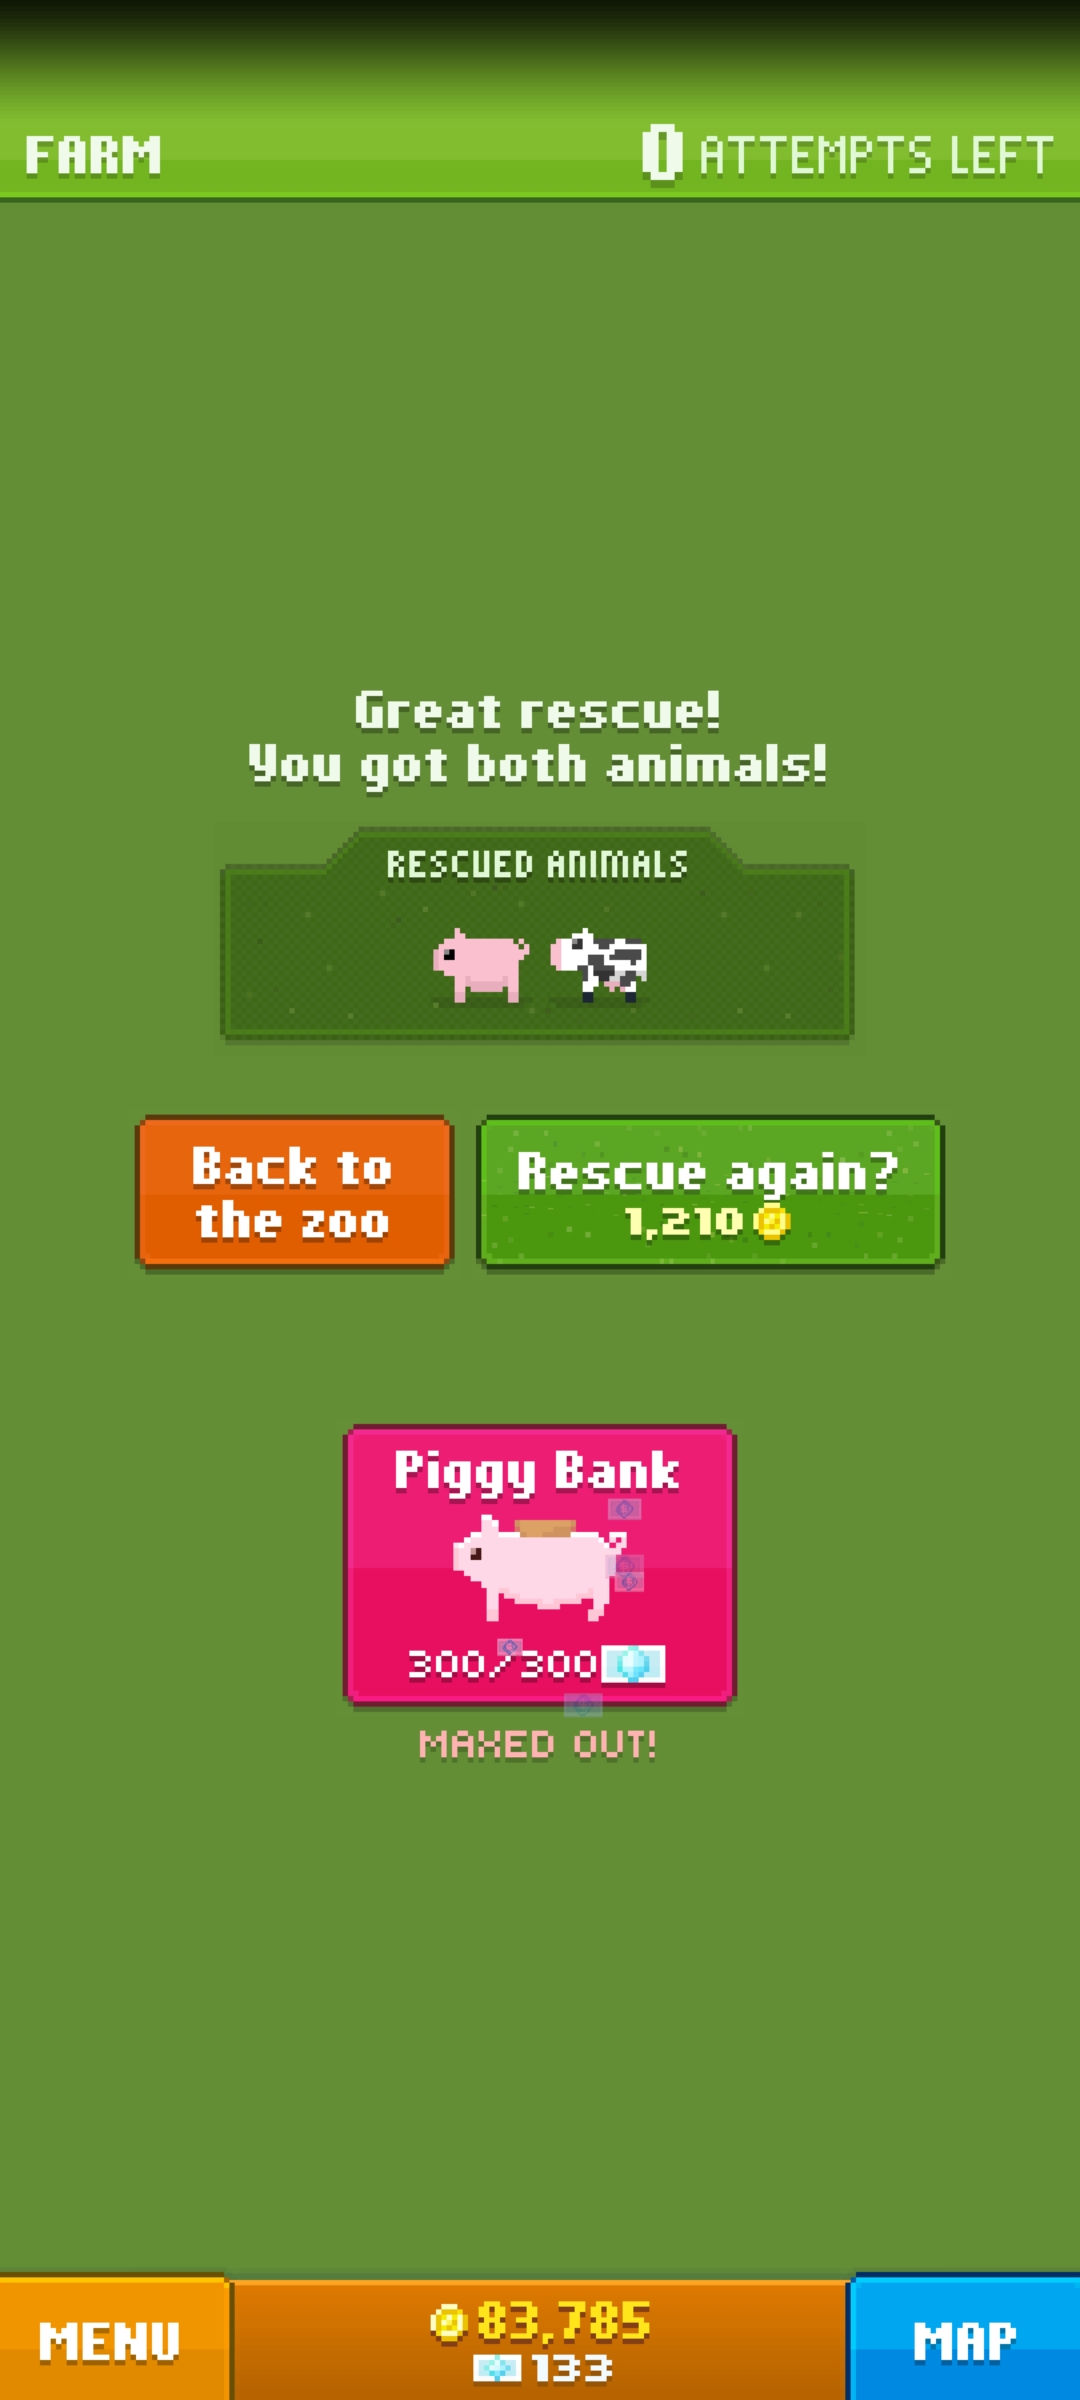 FARM
0 ATTEMPTS LEFT
Great rescue!
You got both animals!
RESCUED ANIMALS
Back to
the zoo
Rescue again?
1,210
Piggy Bank
300/300
MAXED OUT!
MENU
83,785
133
MAP